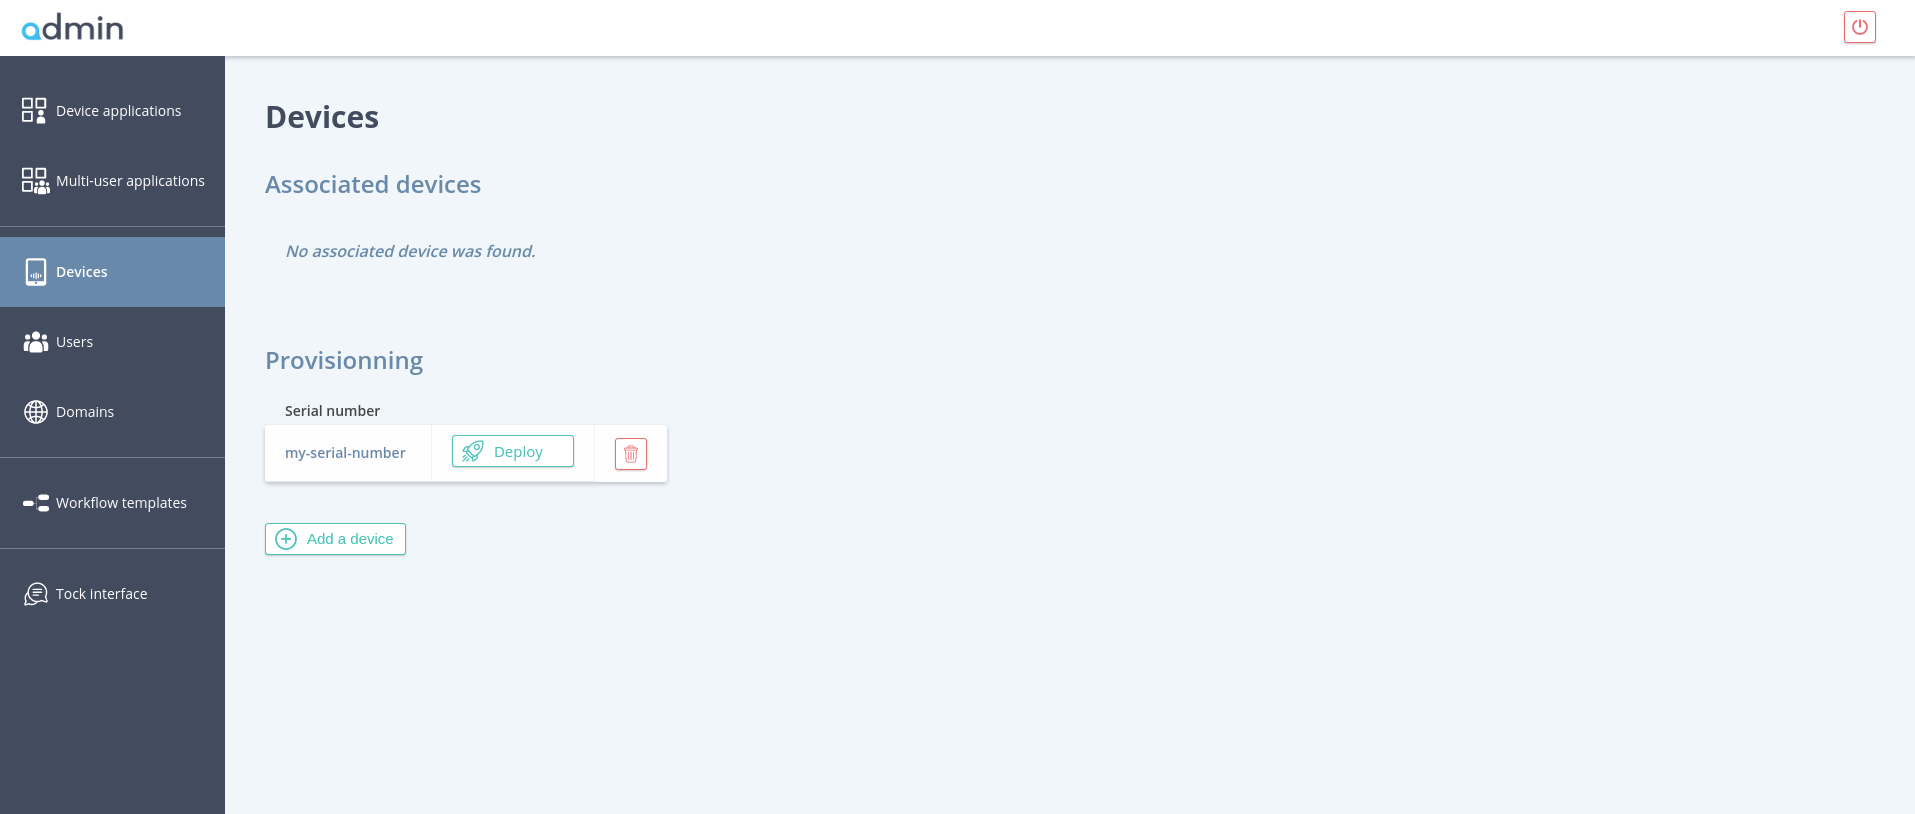 admin
Device applications
Multi-user applications
Devices
Users
Domains
Workflow templates
Tock interface
Devices
Associated devices
No associated device was found.
Provisionning
Serial number
my-serial-number Deploy
Add a device